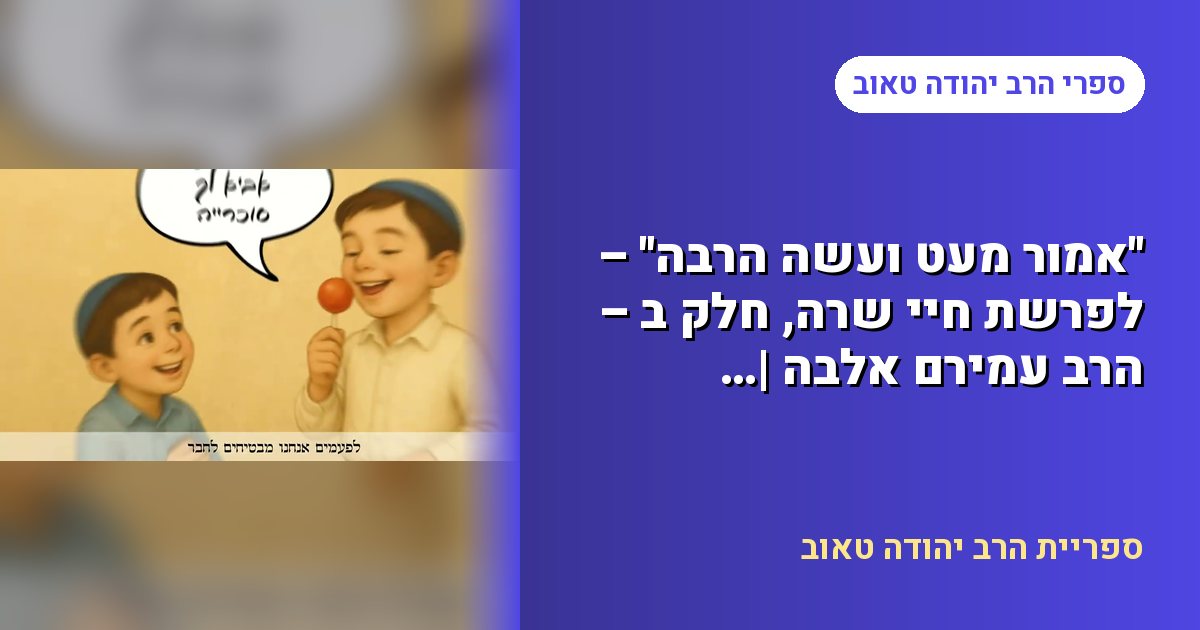 ספרי הרב יהודה טאוב
"אמור מעט ועשה הרבה" –
לפרשת חיי שרה, חלק ב –
הרב עמירם אלבה |...
ספריית הרב יהודה טאוב
אביא לך
סוכרייה
לפעמים אנחנו מבטיחים לחבר